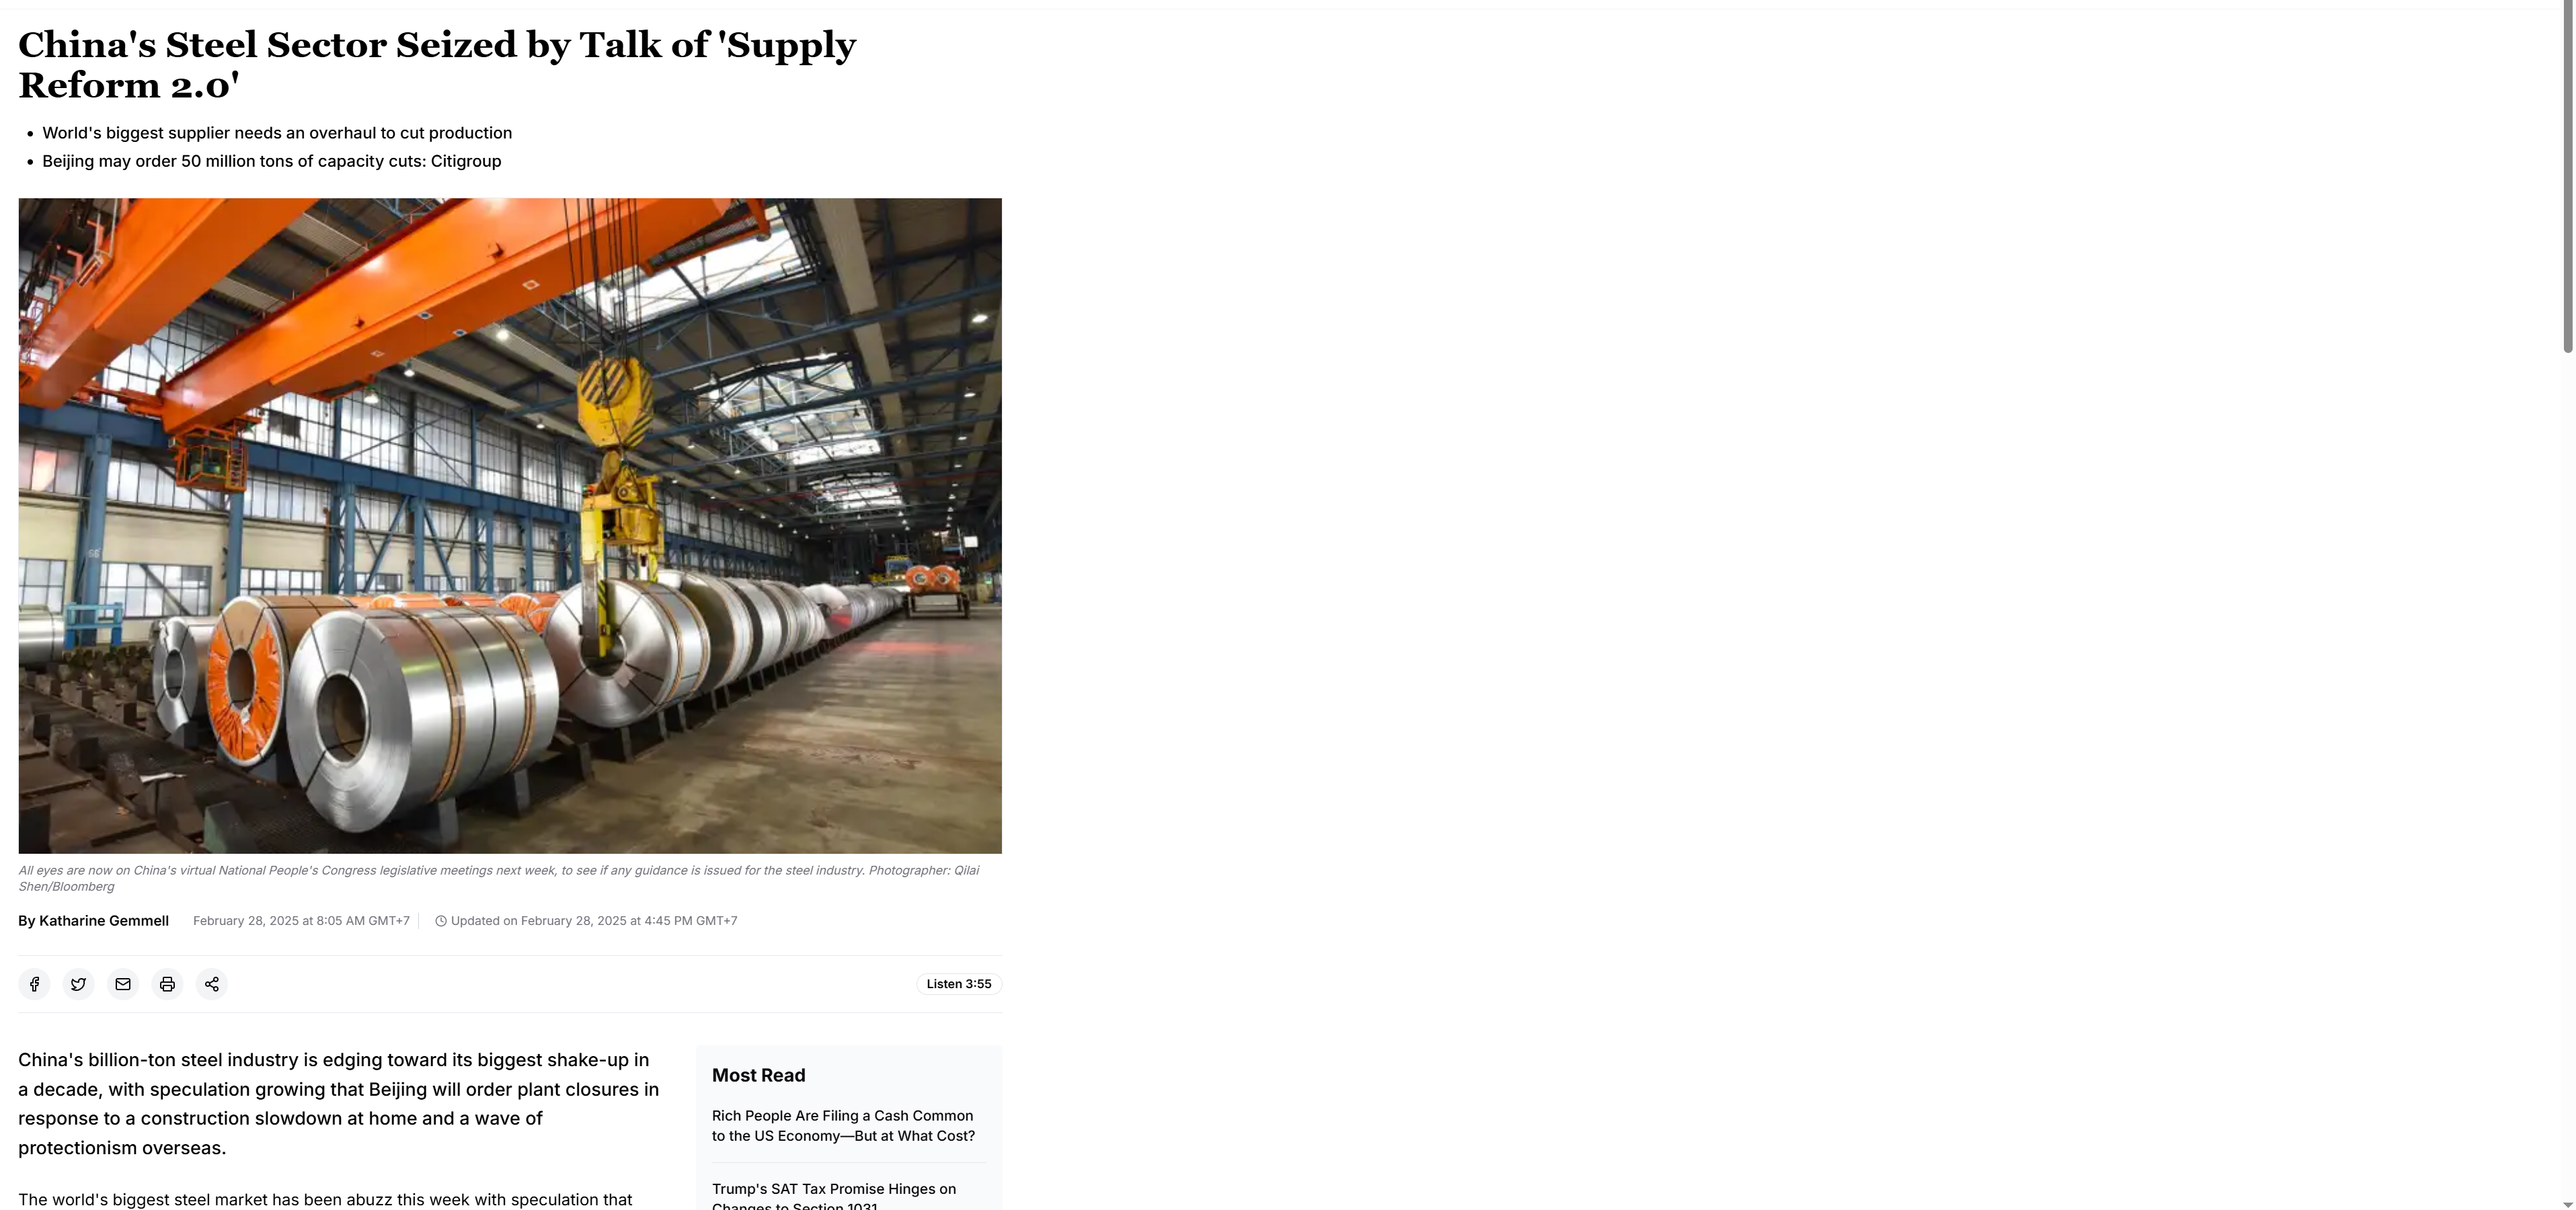 China's Steel Sector Seized by Talk of 'Supply
Reform 2.0'
• World's biggest supplier needs an overhaul to cut production
• Beijing may order 50 million tons of capacity cuts: Citigroup
All eyes are now on China's virtual National People's Congress legislative meetings next week, to see if any guidance is issued for the steel industry. Photographer: Qilai
Shen/Bloomberg
By Katharine Gemmell February 28, 2025 at 8:05 AM GMT+7 Updated on February 28, 2025 at 4:45 PM GMT+7
Listen 3:55
China's billion-ton steel industry is edging toward its biggest shake-up in
a decade, with speculation growing that Beijing will order plant closures in
response to a construction slowdown at home and a wave of
protectionism overseas.
The world's biggest steel market has been abuzz this week with speculation that
Most Read
Rich People Are Filing a Cash Common
to the US Economy—But at What Cost?
Trump's SAT Tax Promise Hinges on
Changes to Section 1031